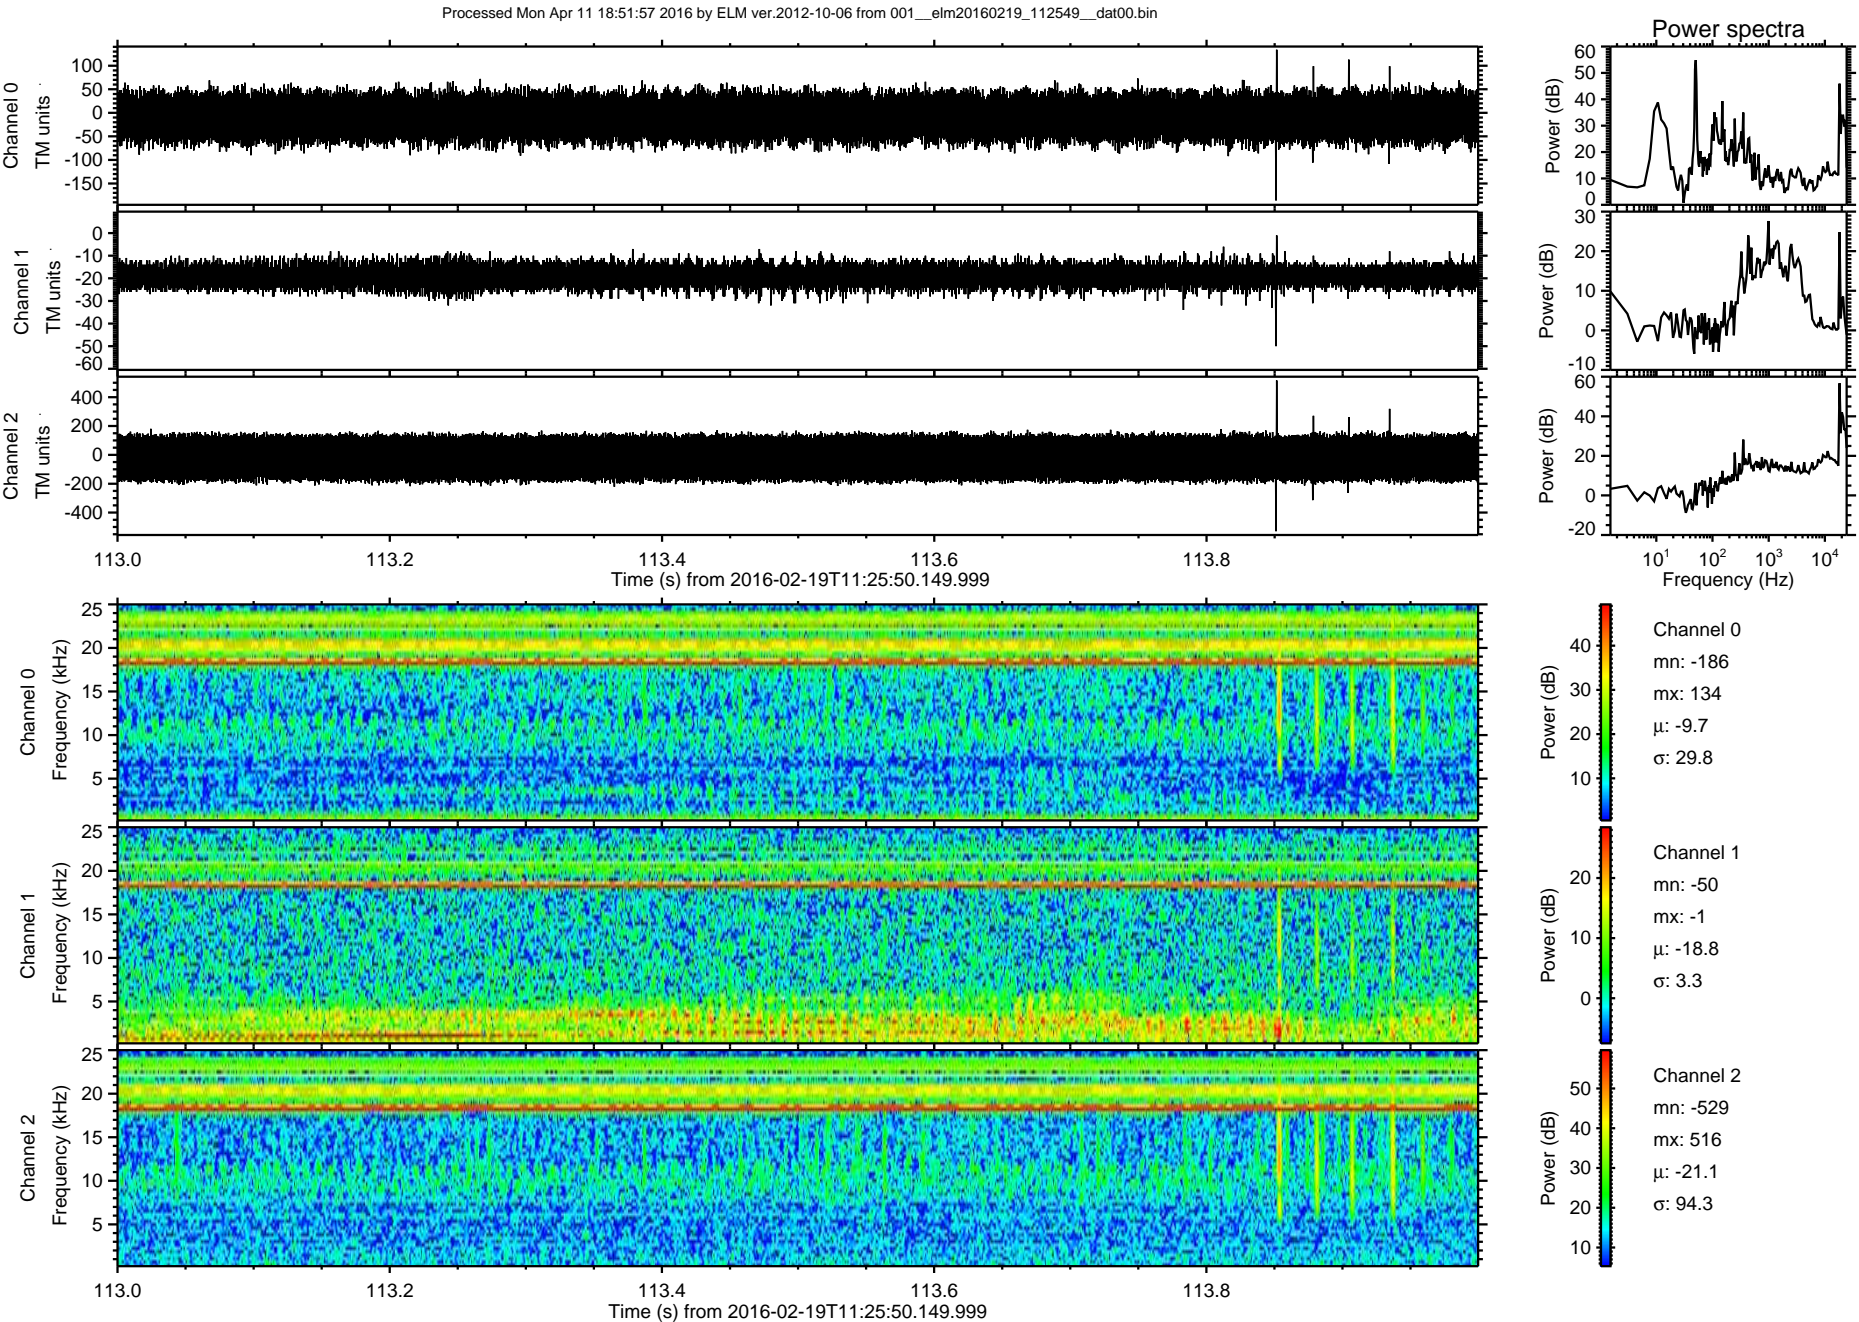 Processed Mon Apr 11 18:51:57 2016 by ELM ver.2012-10-06 from 001__elm20160219_112549__dat00.bin
Power spectra
Channel 0
TM units
100
50
0
-50
-100
-150
Power (dB)
60
50
40
30
20
10
0
Channel 1
TM units
0
-10
-20
-30
-40
-50
-60
Power (dB)
30
20
10
0
-10
Channel 2
TM units
400
200
0
-200
-400
Power (dB)
60
40
20
0
-20
113.0 113.2 113.4 113.6 113.8
Time (s) from 2016-02-19T11:25:50.149.999
10¹ 10² 10³ 10⁴
Frequency (Hz)
Channel 0
Frequency (kHz)
25
20
15
10
5
Power (dB)
40
30
20
10
Channel 0
mn: -186
mx: 134
μ: -9.7
σ: 29.8
Channel 1
Frequency (kHz)
25
20
15
10
5
Power (dB)
20
10
0
Channel 1
mn: -50
mx: -1
μ: -18.8
σ: 3.3
Channel 2
Frequency (kHz)
25
20
15
10
5
Power (dB)
50
40
30
20
10
Channel 2
mn: -529
mx: 516
μ: -21.1
σ: 94.3
113.0 113.2 113.4 113.6 113.8
Time (s) from 2016-02-19T11:25:50.149.999